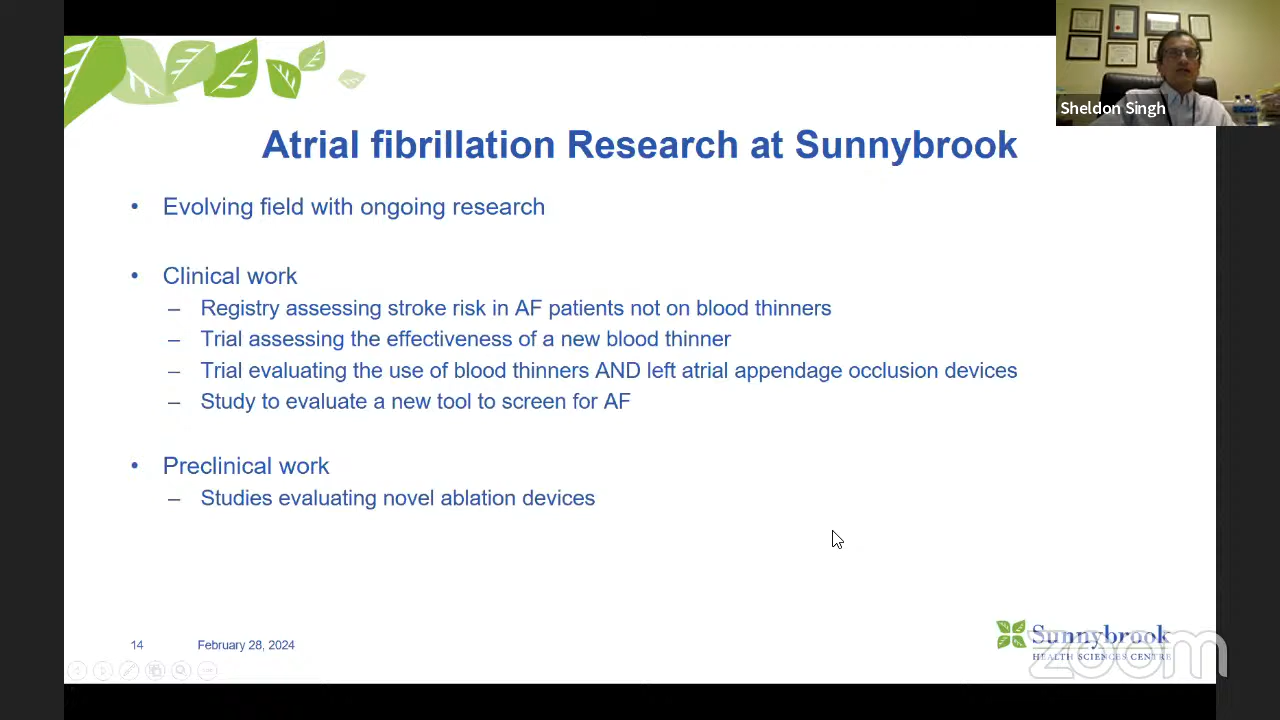 Sheldon Singh
Atrial fibrillation Research at Sunnybrook
• Evolving field with ongoing research
• Clinical work
– Registry assessing stroke risk in AF patients not on blood thinners
– Trial assessing the effectiveness of a new blood thinner
– Trial evaluating the use of blood thinners AND left atrial appendage occlusion devices
– Study to evaluate a new tool to screen for AF
• Preclinical work
– Studies evaluating novel ablation devices
14 February 28, 2024
Sunnybrook
HEALTH SCIENCES CENTRE
zoom